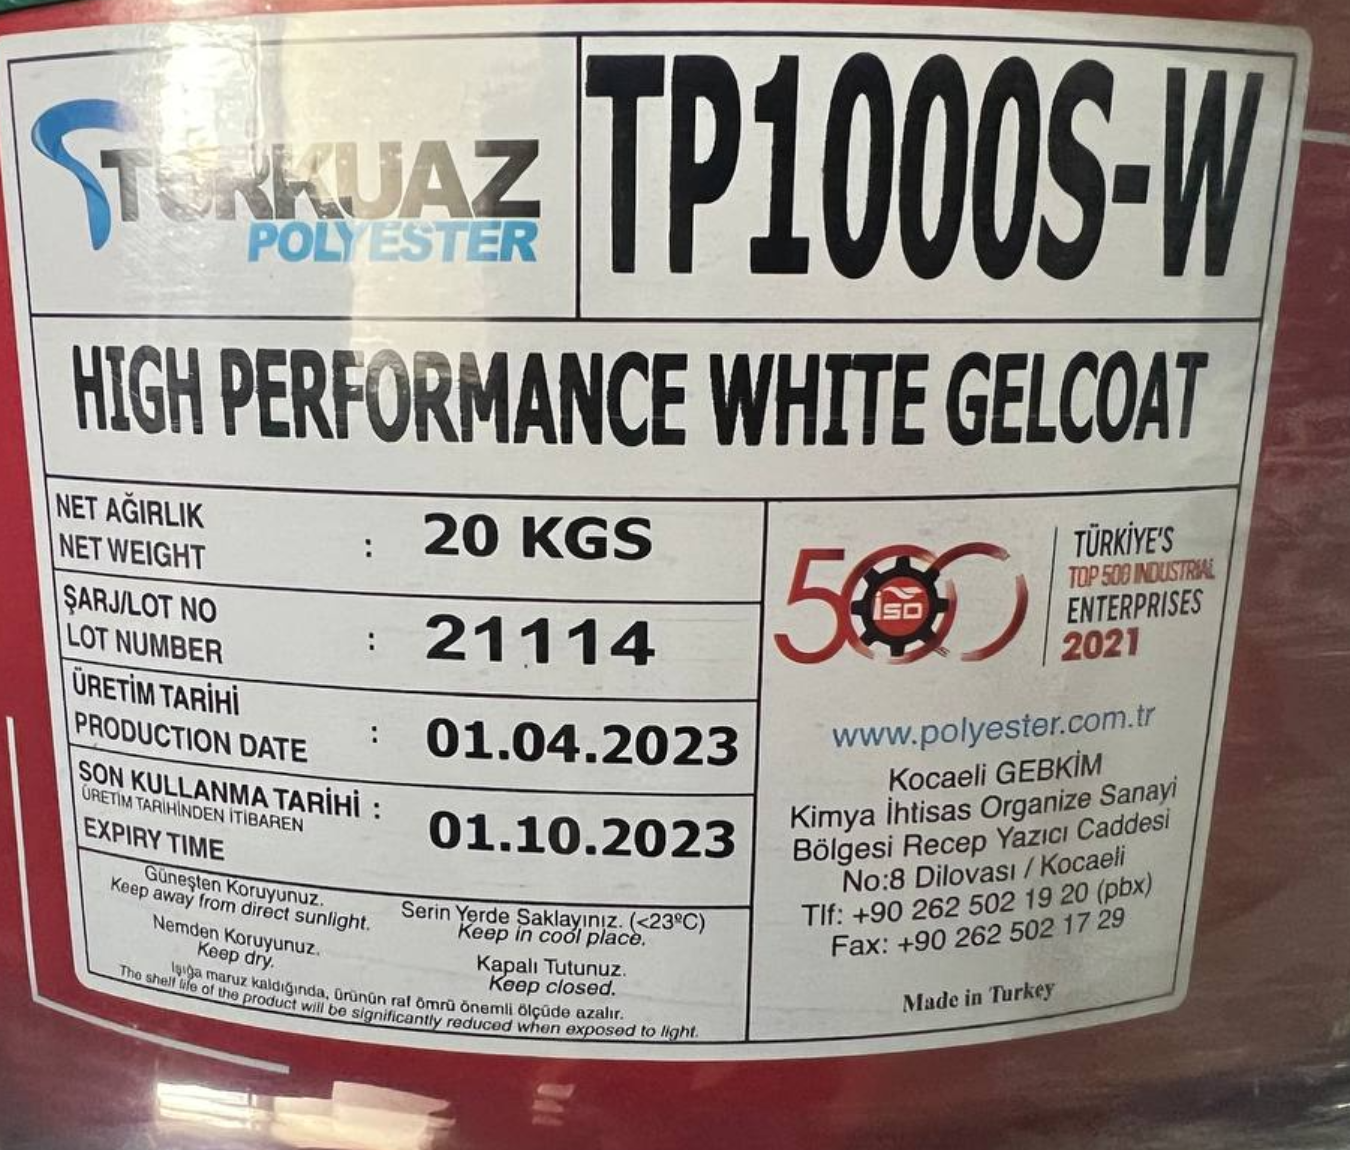 TURKUAZ
POLYESTER
TP1000S-W
HIGH PERFORMANCE WHITE GELCOAT
NET AĞIRLIK
NET WEIGHT : 20 KGS
ŞARJ/LOT NO
LOT NUMBER : 21114
ÜRETİM TARİHİ
PRODUCTION DATE : 01.04.2023
SON KULLANMA TARİHİ :
ÜRETİM TARİHİNDEN İTİBAREN
EXPIRY TIME 01.10.2023
Güneşten Koruyunuz.
Keep away from direct sunlight.
Serin Yerde Saklayınız. (<23ºC)
Keep in cool place.
Nemden Koruyunuz.
Keep dry.
Kapalı Tutunuz.
Keep closed.
Işığa maruz kaldığında, ürünün raf ömrü önemli ölçüde azalır.
The shelf life of the product will be significantly reduced when exposed to light.
500
İSO
TÜRKİYE'S
TOP 500 INDUSTRIAL
ENTERPRISES
2021
www.polyester.com.tr
Kocaeli GEBKİM
Kimya İhtisas Organize Sanayi
Bölgesi Recep Yazıcı Caddesi
No:8 Dilovası / Kocaeli
Tlf: +90 262 502 19 20 (pbx)
Fax: +90 262 502 17 29
Made in Turkey